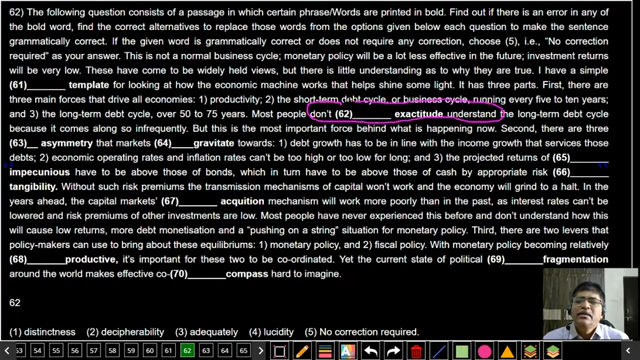 62) The following question consists of a passage in which certain phrase/Words are printed in bold. Find out if there is an error in any of
the bold word, find the correct alternatives to replace those words from the options given below each question to make the sentence
grammatically correct. If the given word is grammatically correct or does not require any correction, choose (5), i.e., "No correction
required" as your answer. This is not a normal business cycle; monetary policy will be a lot less effective in the future; investment returns
will be very low. These have come to be widely held views, but there is little understanding as to why they are true. I have a simple
(61)______ template for looking at how the economic machine works that helps shine some light. It has three parts. First, there are
three main forces that drive all economies: 1) productivity; 2) the short-term debt cycle, or business cycle, running every five to ten years;
and 3) the long-term debt cycle, over 50 to 75 years. Most people don't (62)______ exactitude understand the long-term debt cycle
because it comes along so infrequently. But this is the most important force behind what is happening now. Second, there are three
(63)__ asymmetry that markets (64)______ gravitate towards: 1) debt growth has to be in line with the income growth that services those
debts; 2) economic operating rates and inflation rates can't be too high or too low for long; and 3) the projected returns of (65)______
impecunious have to be above those of bonds, which in turn have to be above those of cash by appropriate risk (66)______
tangibility. Without such risk premiums the transmission mechanisms of capital won't work and the economy will grind to a halt. In the
years ahead, the capital markets' (67)______ acquition mechanism will work more poorly than in the past, as interest rates can't be
lowered and risk premiums of other investments are low. Most people have never experienced this before and don't understand how this
will cause low returns, more debt monetisation and a "pushing on a string" situation for monetary policy. Third, there are two levers that
policy-makers can use to bring about these equilibriums: 1) monetary policy, and 2) fiscal policy. With monetary policy becoming relatively
(68)______ productive, it's important for these two to be co-ordinated. Yet the current state of political (69)______ fragmentation
around the world makes effective co-(70)______ compass hard to imagine.
62
(1) distinctness (2) decipherability (3) adequately (4) lucidity (5) No correction required.
53 54 55 56 57 58 59 60 61 62 63 64 65